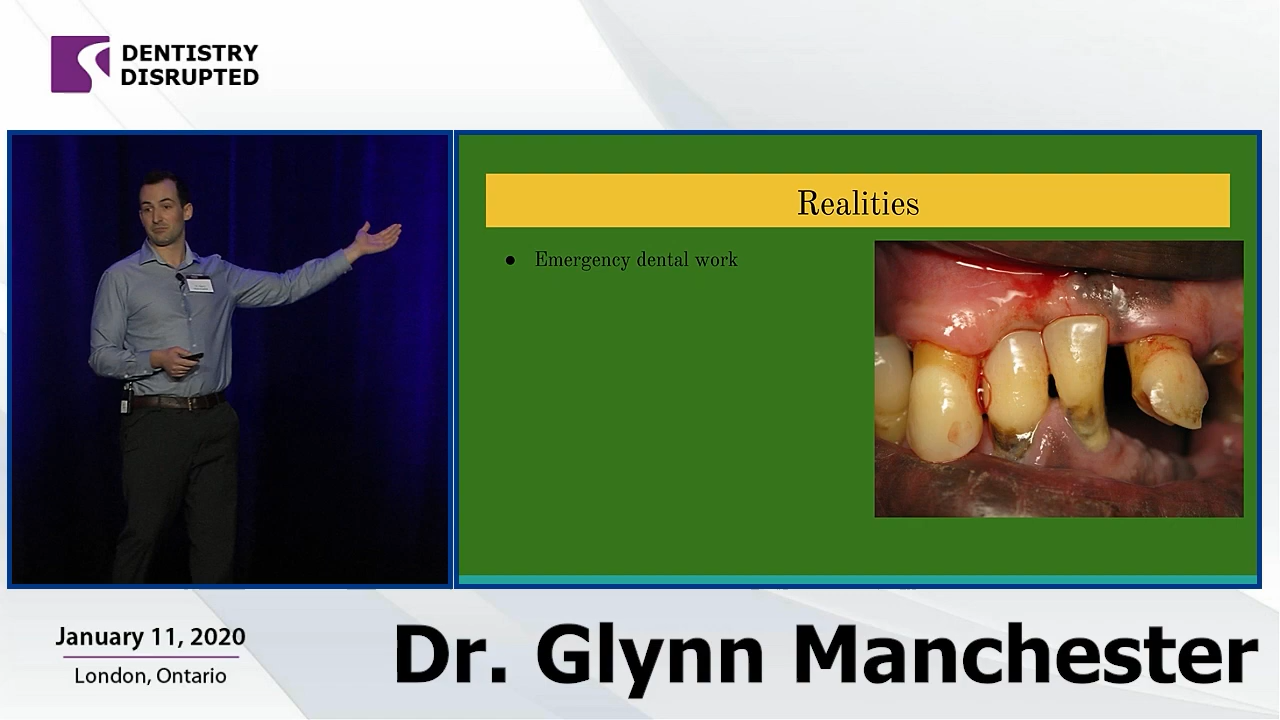 DENTISTRY
DISRUPTED
Realities
● Emergency dental work
January 11, 2020
London, Ontario
Dr. Glynn Manchester